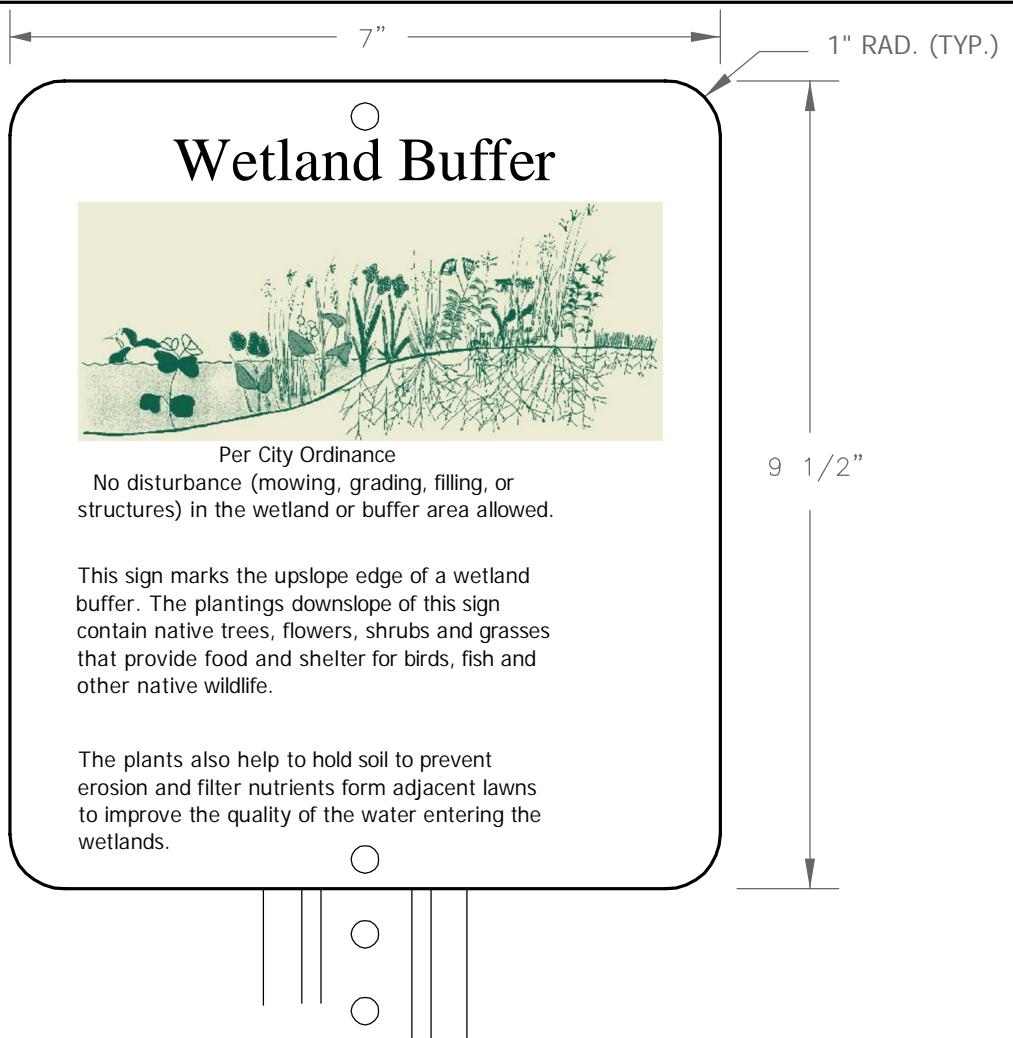 7”
1" RAD. (TYP.)
Wetland Buffer
Per City Ordinance
No disturbance (mowing, grading, filling, or
structures) in the wetland or buffer area allowed.
9 1/2”
This sign marks the upslope edge of a wetland
buffer. The plantings downslope of this sign
contain native trees, flowers, shrubs and grasses
that provide food and shelter for birds, fish and
other native wildlife.
The plants also help to hold soil to prevent
erosion and filter nutrients form adjacent lawns
to improve the quality of the water entering the
wetlands.